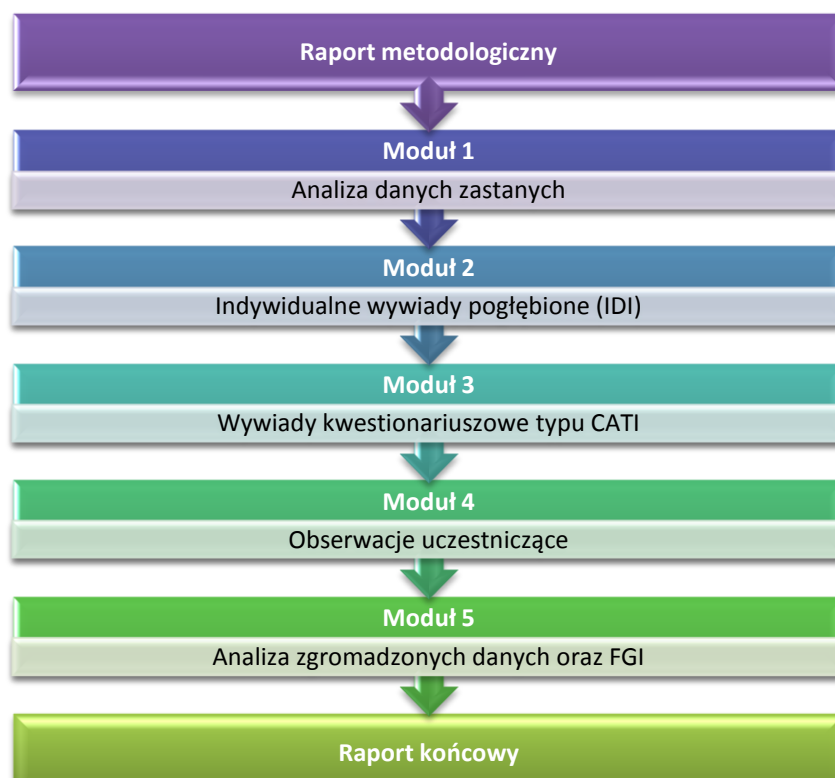 Raport metodologiczny
Moduł 1
Analiza danych zastanych
Moduł 2
Indywidualne wywiady pogłębione (IDI)
Moduł 3
Wywiady kwestionariuszowe typu CATI
Moduł 4
Obserwacje uczestniczące
Moduł 5
Analiza zgromadzonych danych oraz FGI
Raport końcowy